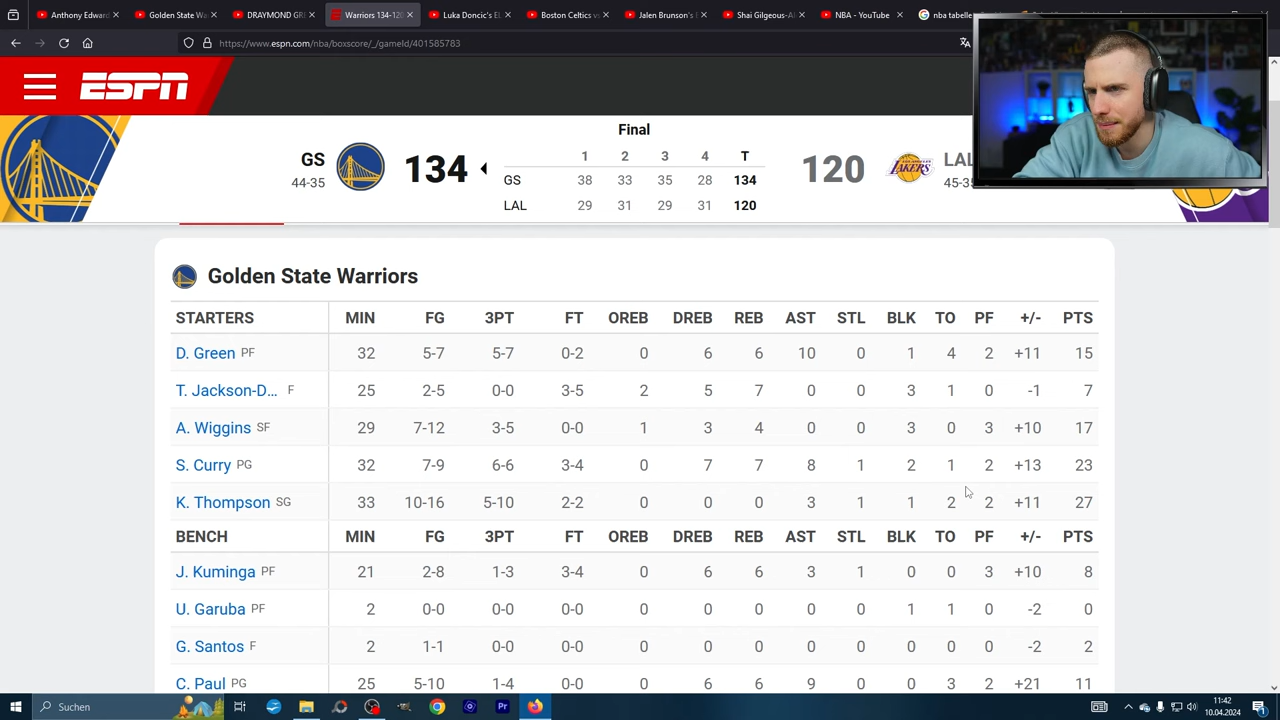 Anthony Edward
Golden State War
DRAYMOND GRE
Warriors 134-120
Luka Doncic's EL
Boston Celtics vs
Jalen Brunson's I
Shai Gilgeous-Al
NBA - YouTube
nba tabelle
https://www.espn.com/nba/boxscore/_/gameId/401585783
ESPN
Final
GS 134 1 2 3 4 T 120 LAL
44-35 GS 38 33 35 28 134 45-35
LAL 29 31 29 31 120
LAKERS
Golden State Warriors
STARTERS MIN FG 3PT FT OREB DREB REB AST STL BLK TO PF +/- PTS
D. Green PF 32 5-7 5-7 0-2 0 6 6 10 0 1 4 2 +11 15
T. Jackson-D... F 25 2-5 0-0 3-5 2 5 7 0 0 3 1 0 -1 7
A. Wiggins SF 29 7-12 3-5 0-0 1 3 4 0 0 3 0 3 +10 17
S. Curry PG 32 7-9 6-6 3-4 0 7 7 8 1 2 1 2 +13 23
K. Thompson SG 33 10-16 5-10 2-2 0 0 0 3 1 1 2 2 +11 27
BENCH MIN FG 3PT FT OREB DREB REB AST STL BLK TO PF +/- PTS
J. Kuminga PF 21 2-8 1-3 3-4 0 6 6 3 1 0 0 3 +10 8
U. Garuba PF 2 0-0 0-0 0-0 0 0 0 0 0 1 1 0 -2 0
G. Santos F 2 1-1 0-0 0-0 0 0 0 0 0 0 0 0 -2 2
C. Paul PG 25 5-10 1-4 0-0 0 6 6 9 0 0 3 2 +21 11
Suchen
Pr
11:42
10.04.2024